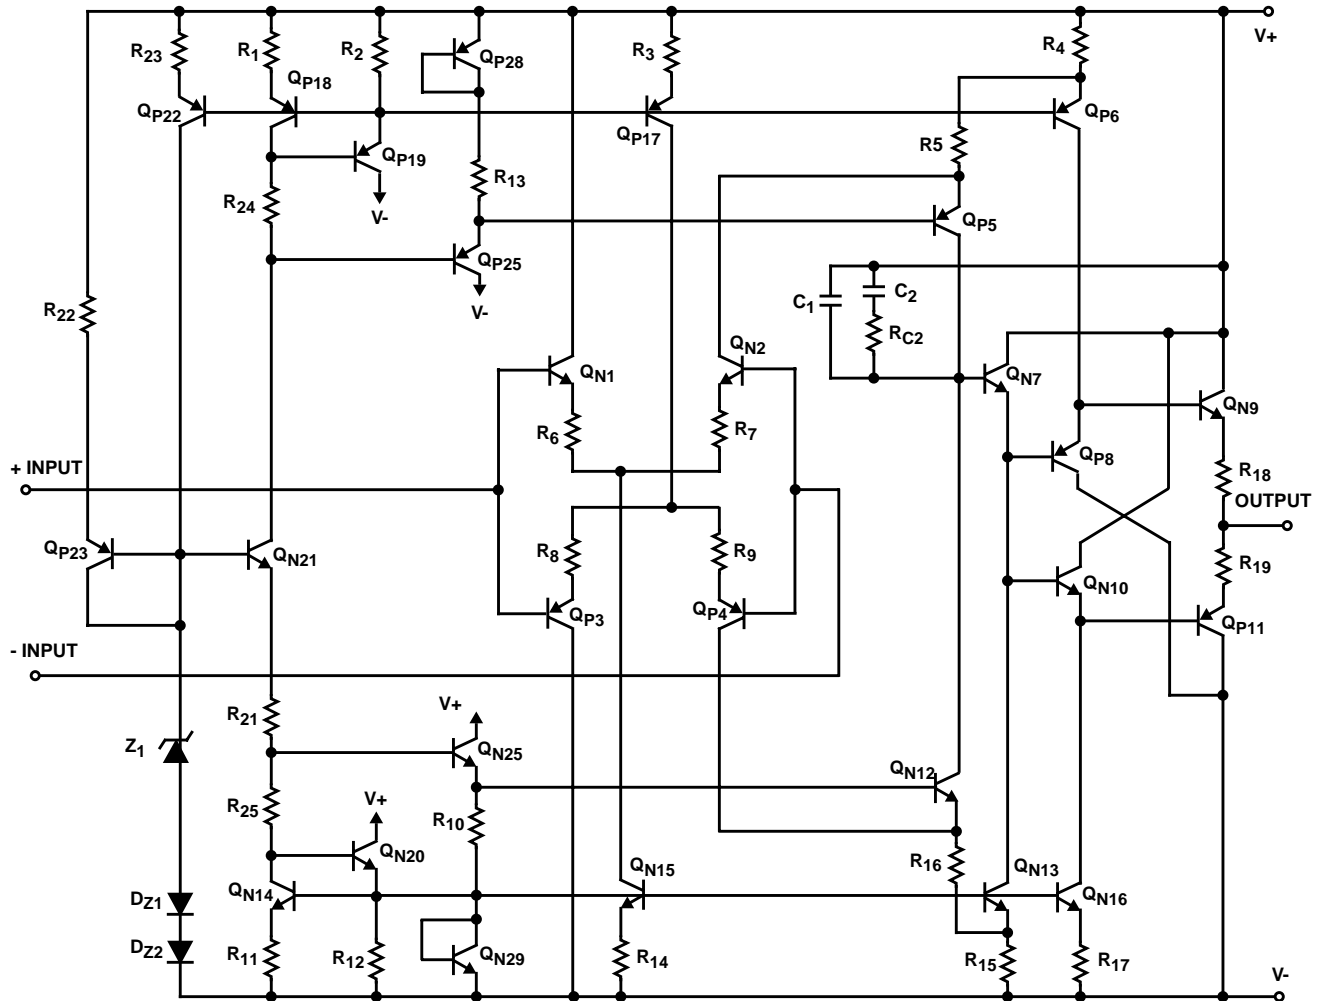 V+
R23
R1
R2
QP28
R3
R4
QP18
QP22
QP17
QP6
QP19
R5
R13
R24
V-
QP5
QP25
V-
C1
C2
R22
RC2
QN2
QN1
QN7
QN9
R6
R7
QP8
+ INPUT
R18
OUTPUT
QP23
QN21
R8
R9
R19
QN10
QP3
QP4
QP11
- INPUT
V+
R21
Z1
QN25
QN12
R25
V+
R10
QN20
R16
QN15
QN13
QN14
QN16
DZ1
DZ2
R11
R12
QN29
R14
R15
R17
V-